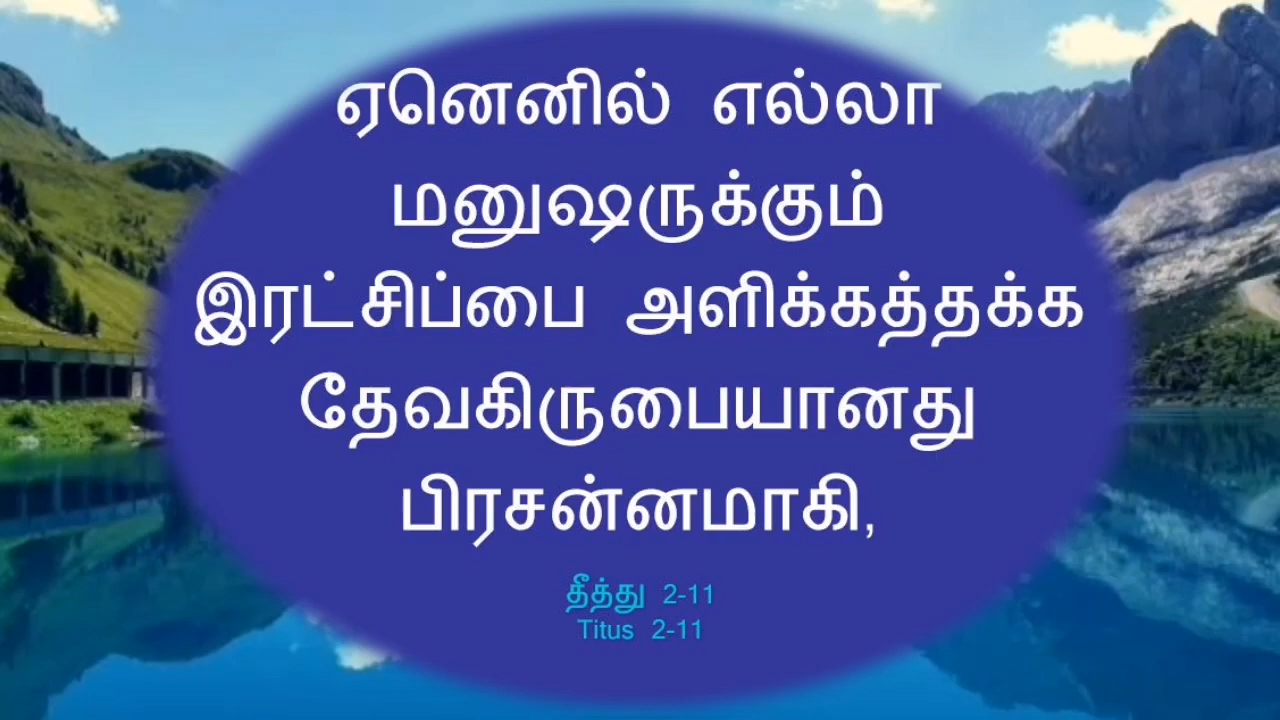 ஏனெனில் எல்லா
மனுஷருக்கும்
இரட்சிப்பை அளிக்கத்தக்க
தேவகிருபையானது
பிரசன்னமாகி,
தீத்து 2-11
Titus 2-11